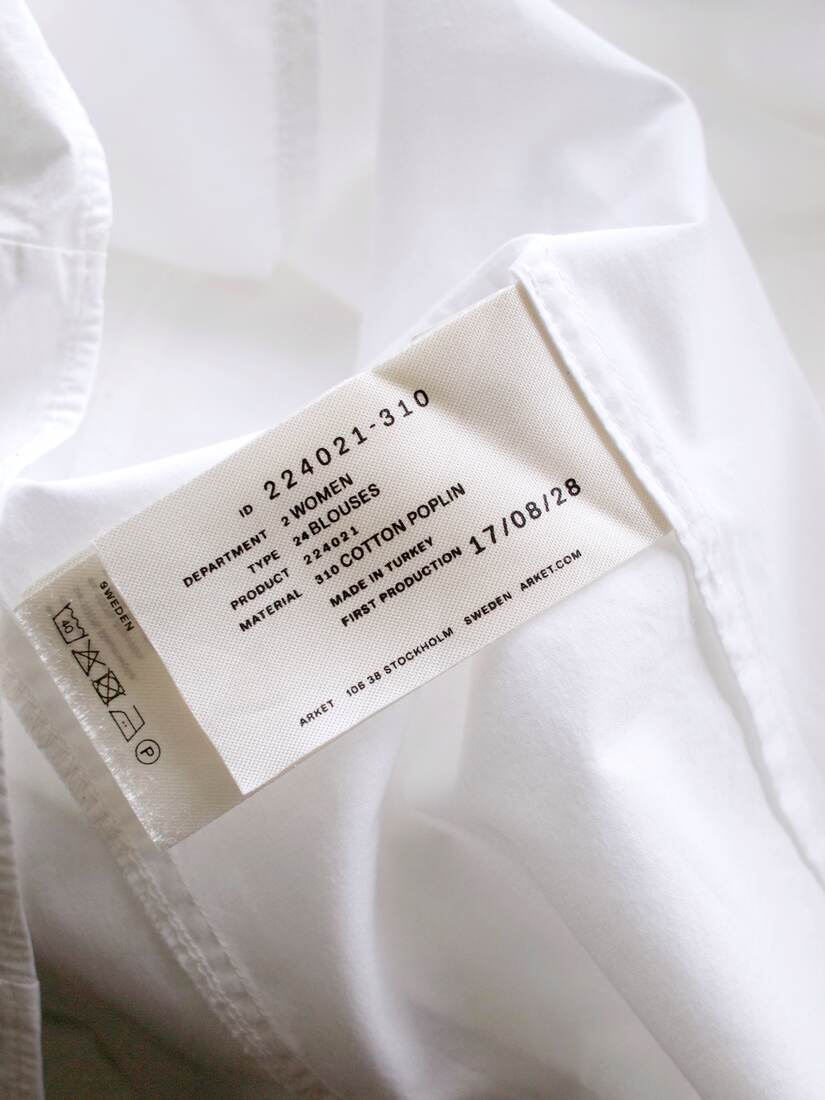 ID 224021-310
DEPARTMENT 2 WOMEN
TYPE 24 BLOUSES
PRODUCT 224021
MATERIAL 310 COTTON POPLIN
MADE IN TURKEY
FIRST PRODUCTION 17/08/28
ARKET 106 38 STOCKHOLM SWEDEN ARKET.COM
SWEDEN
40
P